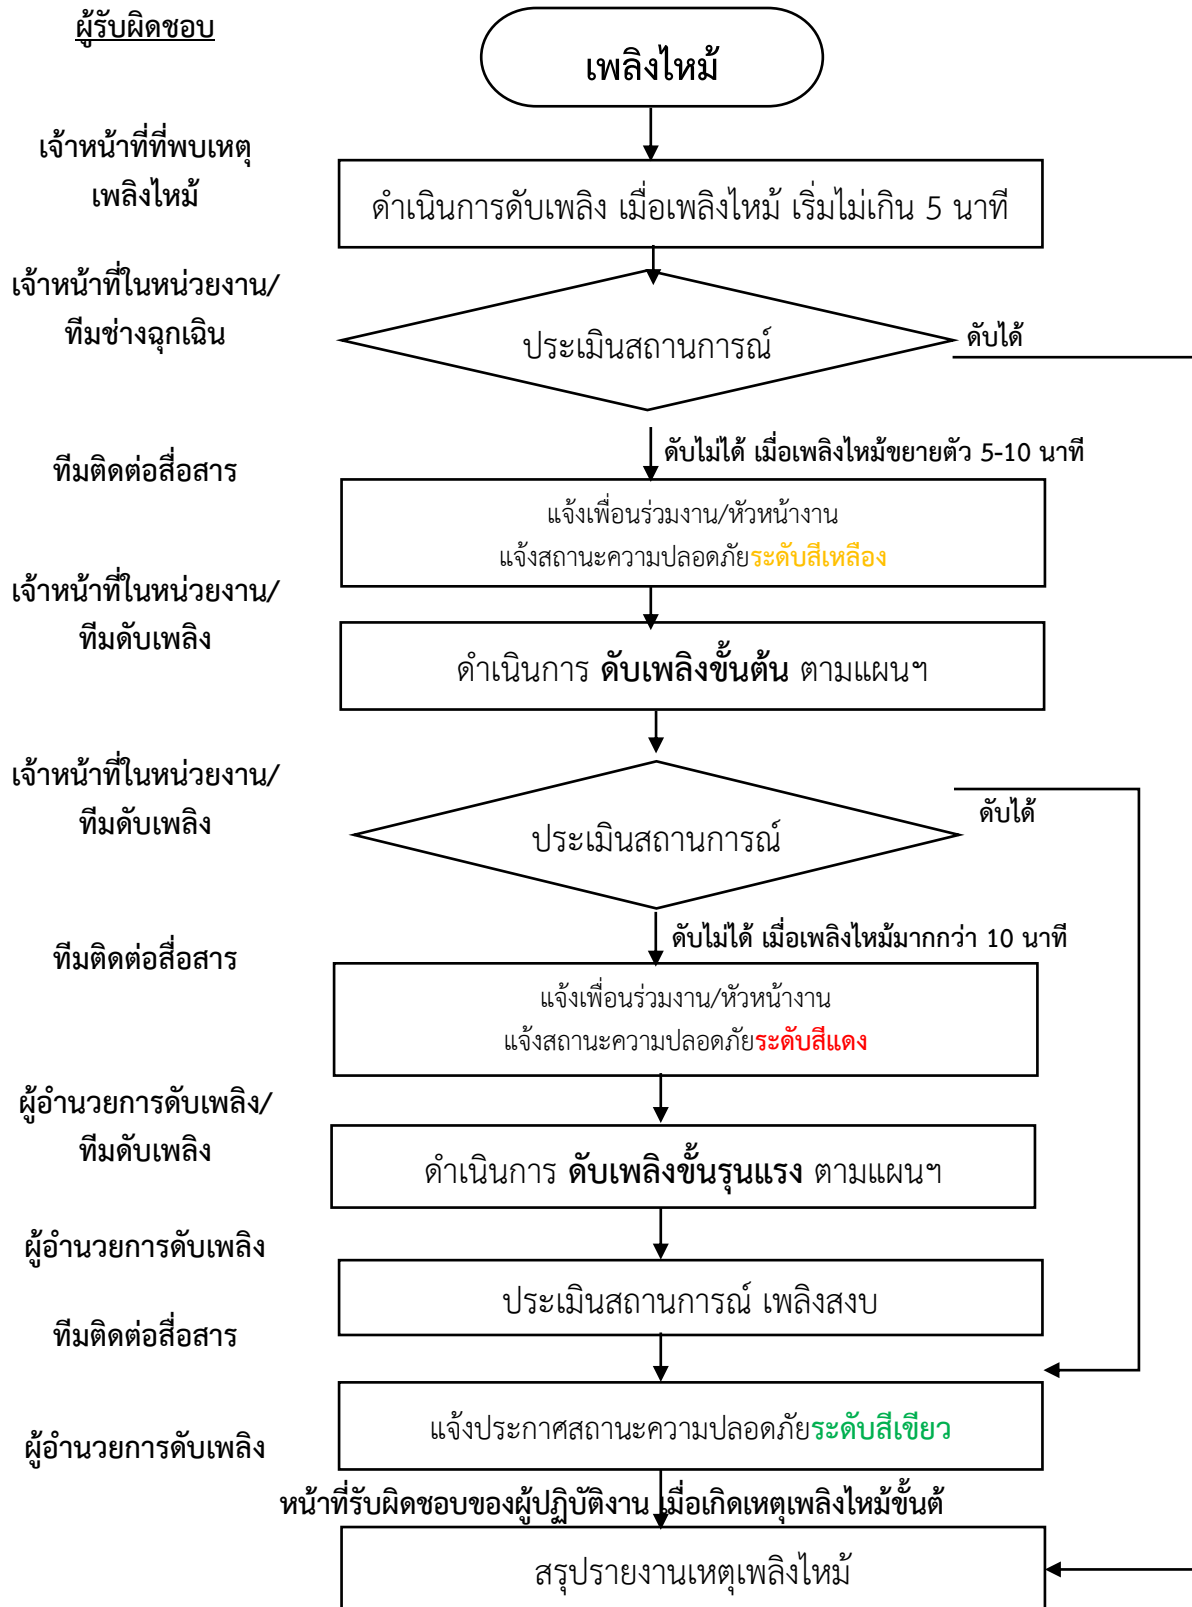 ผู้รับผิดชอบ
เพลิงไหม้
เจ้าหน้าที่ที่พบเหตุ
เพลิงไหม้
ดำเนินการดับเพลิง เมื่อเพลิงไหม้ เริ่มไม่เกิน 5 นาที
เจ้าหน้าที่ในหน่วยงาน/
ทีมช่างฉุกเฉิน
ประเมินสถานการณ์
ดับได้
ดับไม่ได้ เมื่อเพลิงไหม้ขยายตัว 5-10 นาที
ทีมติดต่อสื่อสาร
แจ้งเพื่อนร่วมงาน/หัวหน้างาน
แจ้งสถานะความปลอดภัยระดับสีเหลือง
เจ้าหน้าที่ในหน่วยงาน/
ทีมดับเพลิง
ดำเนินการ ดับเพลิงขั้นต้น ตามแผนฯ
เจ้าหน้าที่ในหน่วยงาน/
ทีมดับเพลิง
ประเมินสถานการณ์
ดับได้
ดับไม่ได้ เมื่อเพลิงไหม้มากกว่า 10 นาที
ทีมติดต่อสื่อสาร
แจ้งเพื่อนร่วมงาน/หัวหน้างาน
แจ้งสถานะความปลอดภัยระดับสีแดง
ผู้อำนวยการดับเพลิง/
ทีมดับเพลิง
ดำเนินการ ดับเพลิงขั้นรุนแรง ตามแผนฯ
ผู้อำนวยการดับเพลิง
ประเมินสถานการณ์ เพลิงสงบ
ทีมติดต่อสื่อสาร
แจ้งประกาศสถานะความปลอดภัยระดับสีเขียว
ผู้อำนวยการดับเพลิง
หน้าที่รับผิดชอบของผู้ปฏิบัติงาน เมื่อเกิดเหตุเพลิงไหม้ขั้นต้
สรุปรายงานเหตุเพลิงไหม้